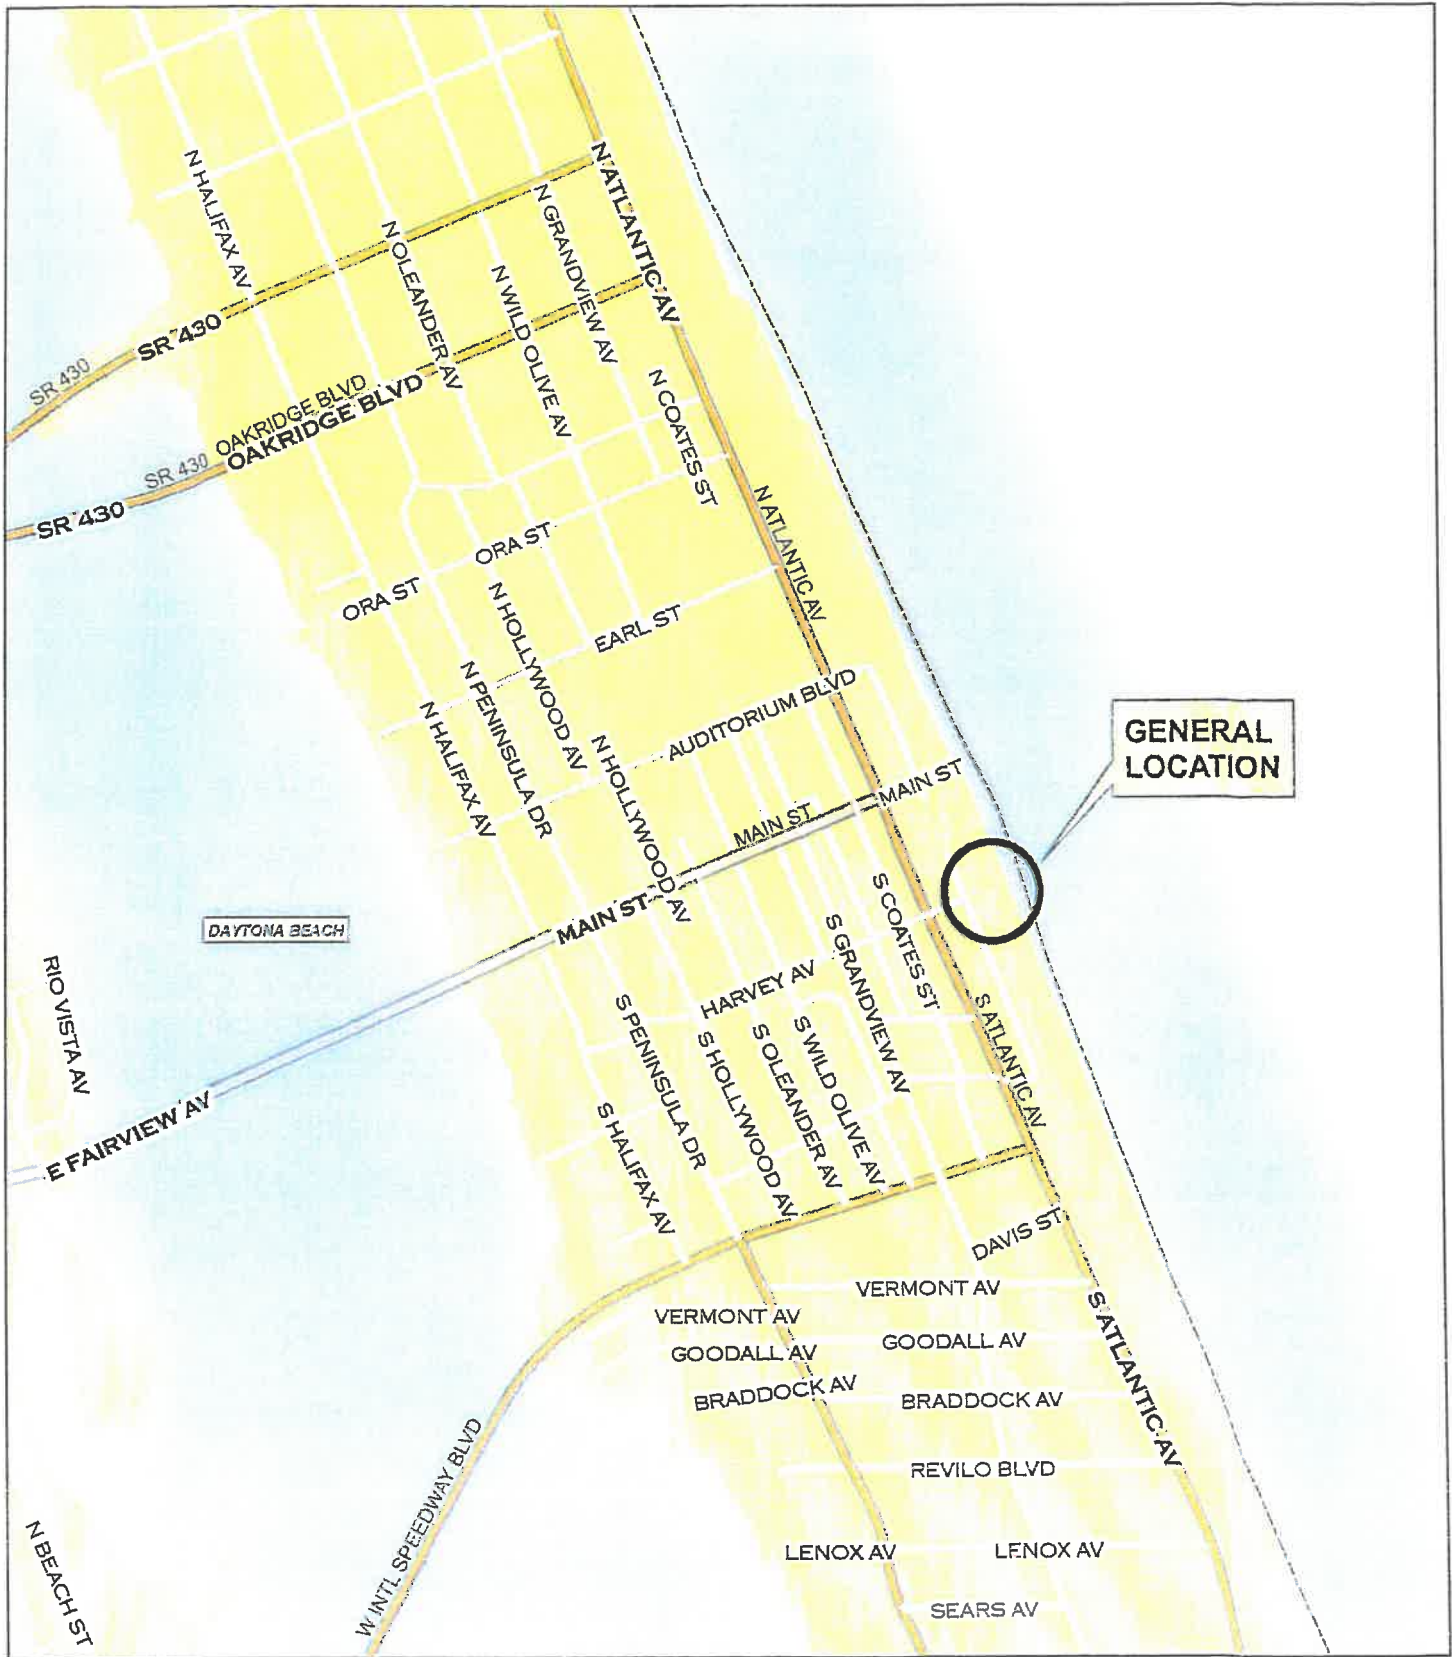 N HALIFAX AV
N ATLANTIC AV
N GRANDVIEW AV
N OLEANDER AV
N WILD OLIVE AV
SR 430
SR 430
OAKRIDGE BLVD
OAKRIDGE BLVD
N COATES ST
SR 430
SR 430
N ATLANTIC AV
ORA ST
ORA ST
N HOLLYWOOD AV
EARL ST
N PENINSULA DR
N HALIFAX AV
AUDITORIUM BLVD
N HOLLYWOOD AV
GENERAL
LOCATION
MAIN ST
MAIN ST
MAIN ST
DAYTONA BEACH
S COATES ST
S GRANDVIEW AV
HARVEY AV
RIO VISTA AV
S ATLANTIC AV
S PENINSULA DR
S HOLLYWOOD AV
S OLEANDER AV
S WILD OLIVE AV
E FAIRVIEW AV
S HALIFAX AV
DAVIS ST
VERMONT AV
VERMONT AV
S ATLANTIC AV
GOODALL AV
GOODALL AV
BRADDOCK AV
BRADDOCK AV
W INTL SPEEDWAY BLVD
REVILO BLVD
N BEACH ST
LENOX AV
LENOX AV
SEARS AV